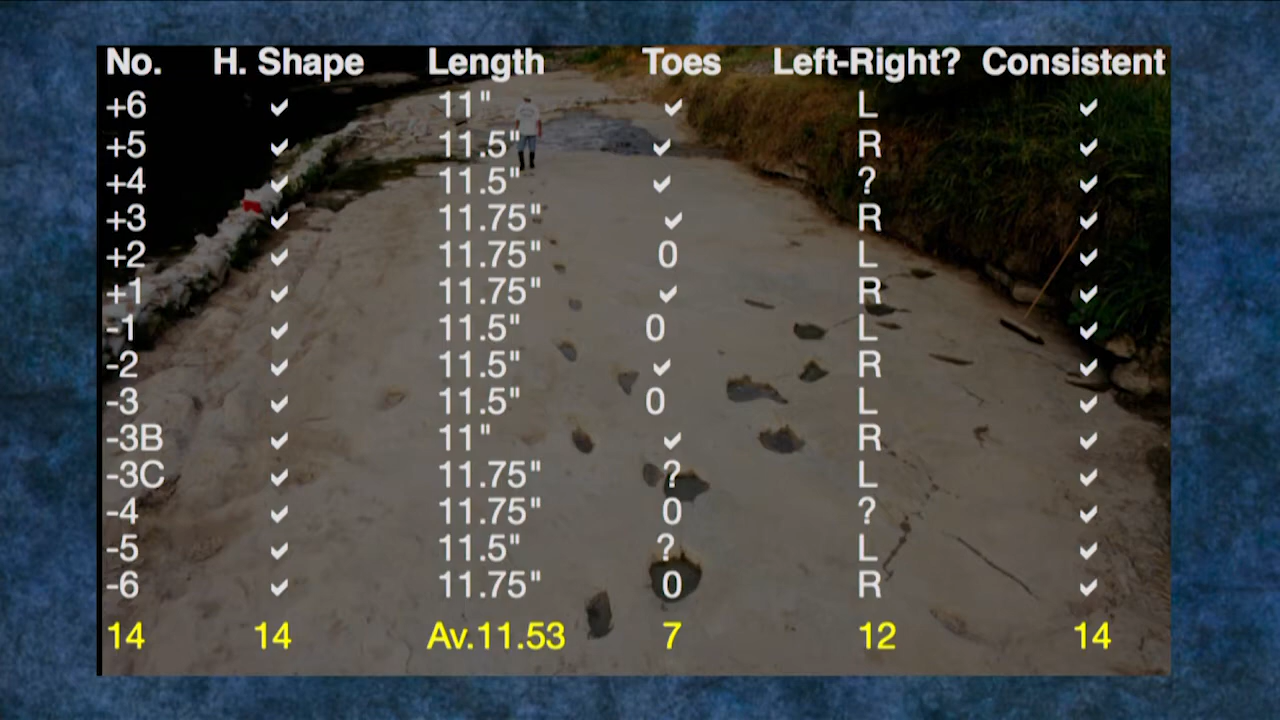 No. H. Shape Length Toes Left-Right? Consistent
+6 ✔ 11" ✔ L ✔
+5 ✔ 11.5" ✔ R ✔
+4 ✔ 11.5" ✔ ? ✔
+3 ✔ 11.75" ✔ R ✔
+2 ✔ 11.75" 0 L ✔
+1 ✔ 11.75" ✔ R ✔
-1 ✔ 11.5" 0 L ✔
-2 ✔ 11.5" ✔ R ✔
-3 ✔ 11.5" 0 L ✔
-3B ✔ 11" ✔ R ✔
-3C ✔ 11.75" ? L ✔
-4 ✔ 11.75" 0 ? ✔
-5 ✔ 11.5" ? L ✔
-6 ✔ 11.75" 0 R ✔
14 14 Av.11.53 7 12 14